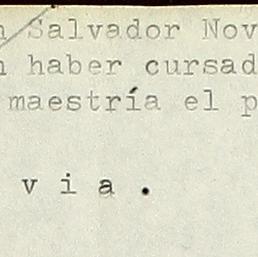 n Salvador Nov
n haber cursad
maestría el p
v i a .